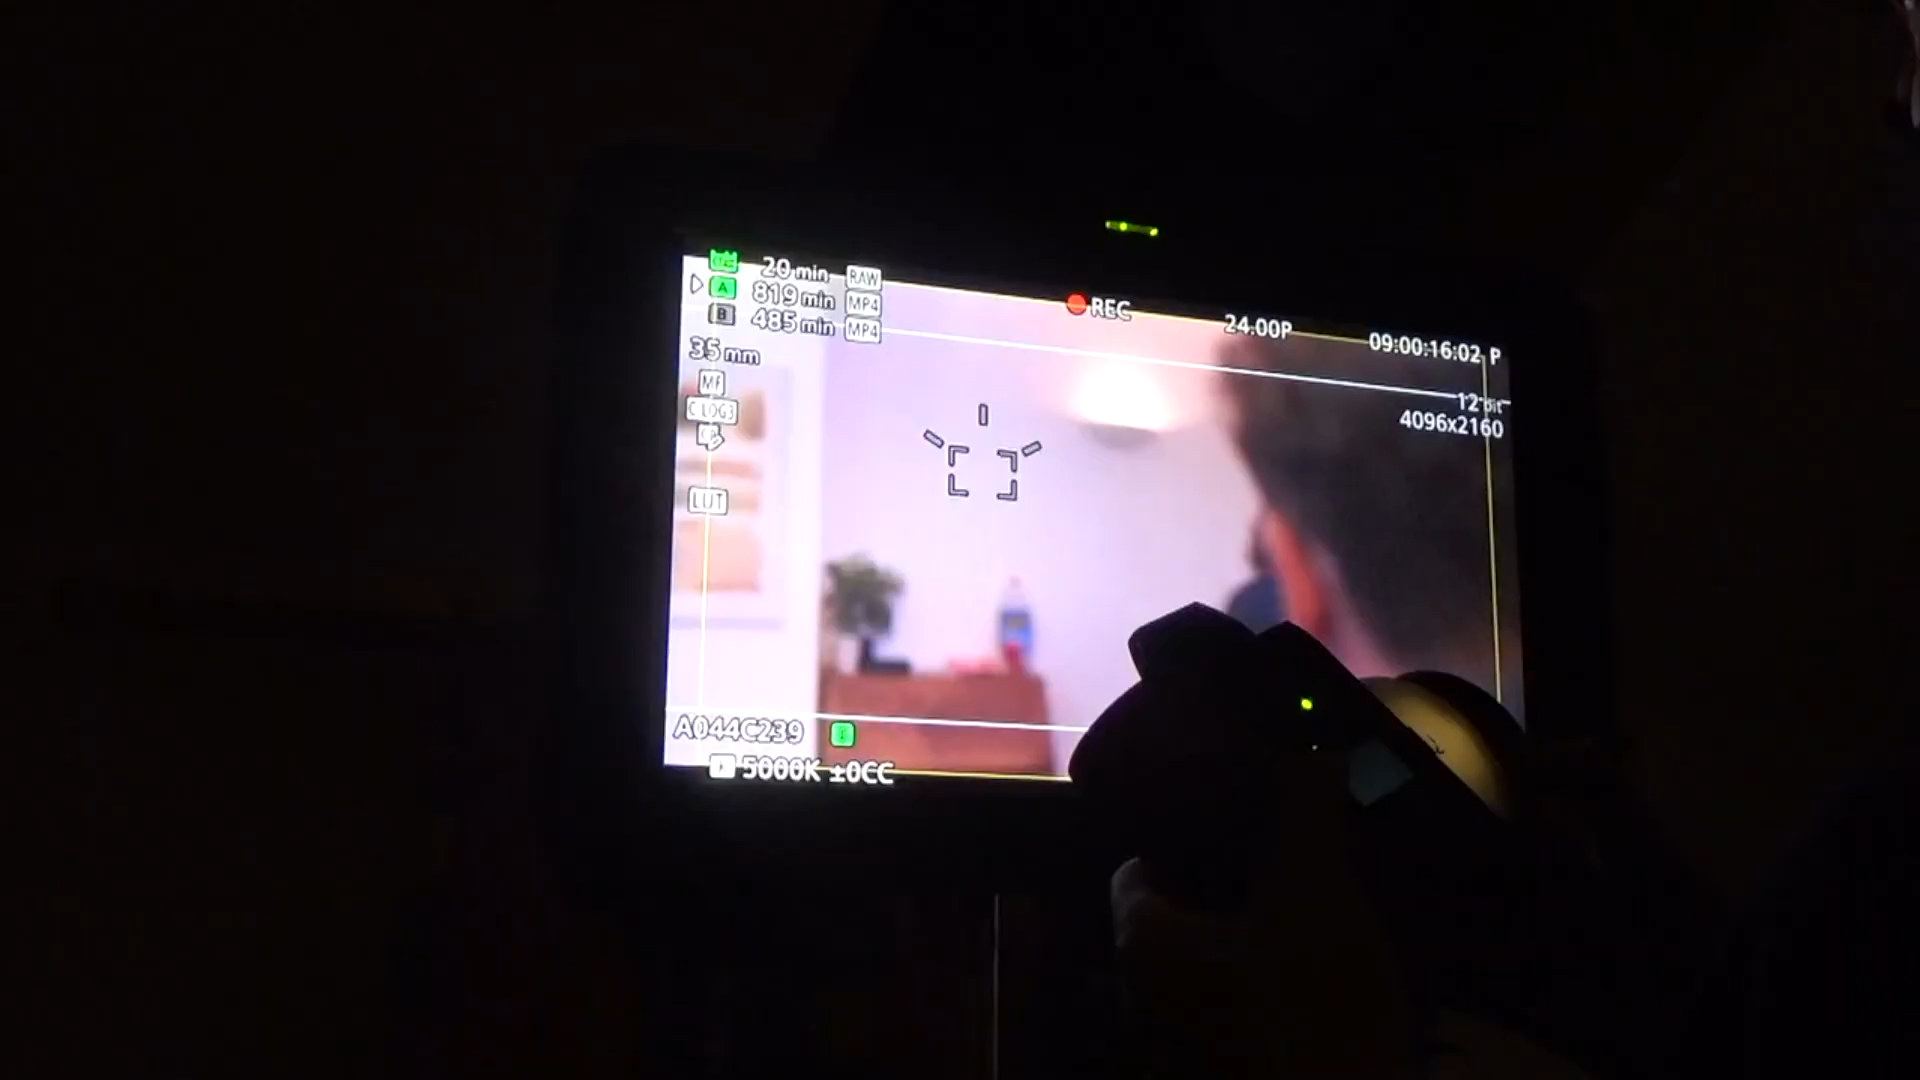 20 min RAW
A 819 min MP4
B 485 min MP4
REC
24.00P
09:00:16:02 P
35 mm
MF
C LOG3
LUT
12 bit
4096x2160
A044C239
5000K ±0CC